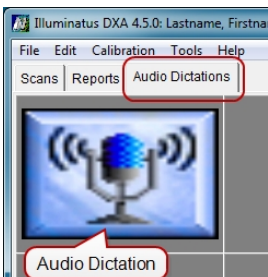 Illuminatus DXA 4.5.0: Lastname, Firstna
File Edit Calibration Tools Help
Scans Reports Audio Dictations
Audio Dictation